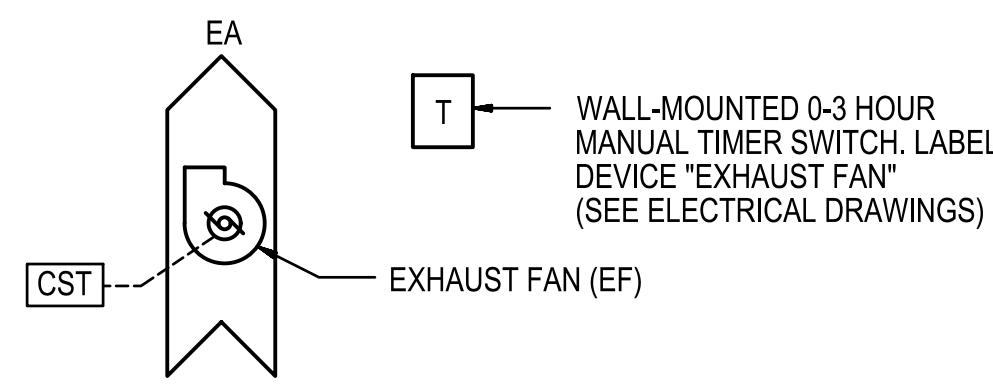 EA
T
WALL-MOUNTED 0-3 HOUR
MANUAL TIMER SWITCH. LABEL
DEVICE "EXHAUST FAN"
(SEE ELECTRICAL DRAWINGS)
CST
EXHAUST FAN (EF)